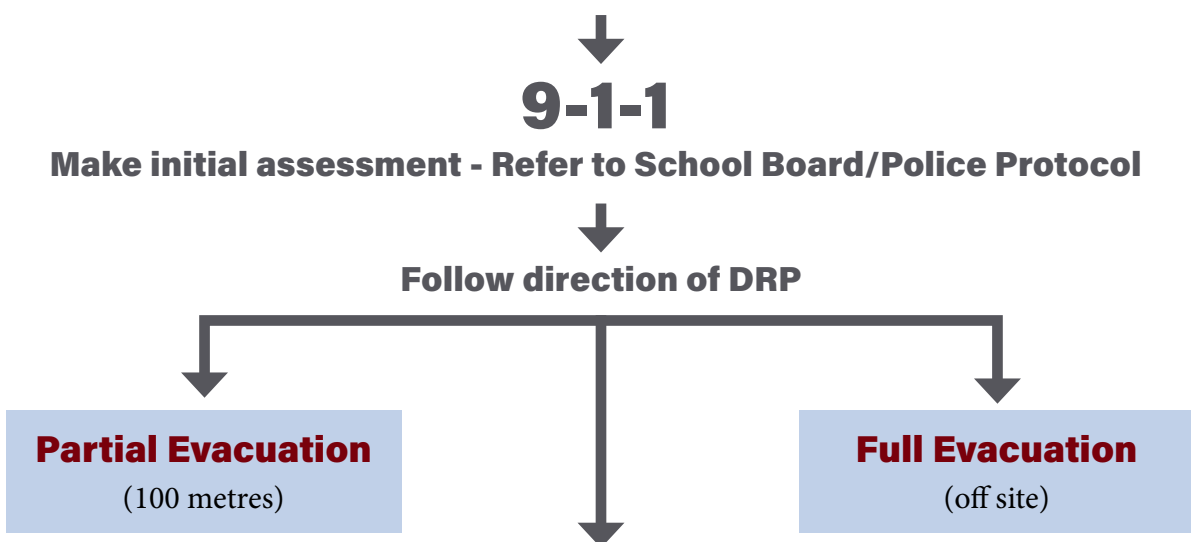 9-1-1
Make initial assessment - Refer to School Board/Police Protocol
Follow direction of DRP
Partial Evacuation
(100 metres)
Full Evacuation
(off site)